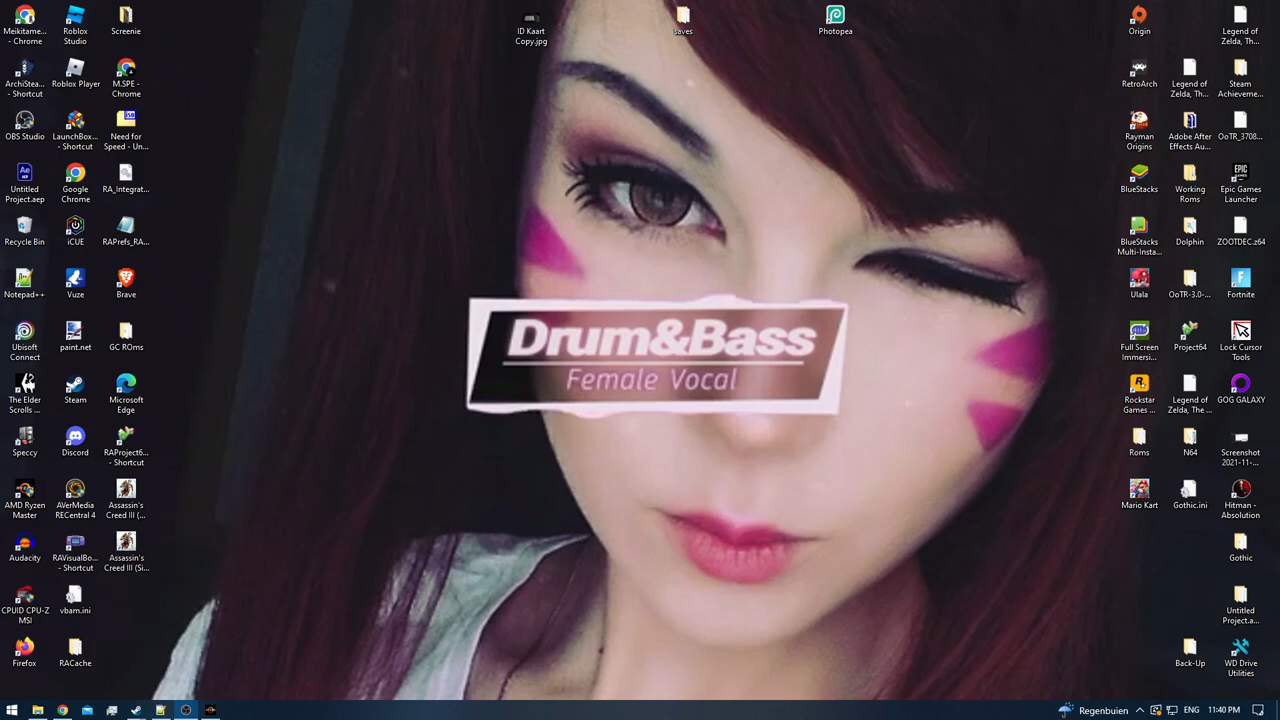 Meikitame...
- Chrome
Roblox
Studio
Screenie
ArchiStea...
- Shortcut
Roblox Player
M.SPE -
Chrome
OBS Studio
LaunchBox...
- Shortcut
Need for
Speed - Un...
Untitled
Project.aep
Google
Chrome
RA_Integrat...
Recycle Bin
iCUE
RAPrefs_RA...
Notepad++
Vuze
Brave
Ubisoft
Connect
paint.net
GC ROms
The Elder
Scrolls ...
Steam
Microsoft
Edge
Speccy
Discord
RAProject6...
- Shortcut
AMD Ryzen
Master
AVerMedia
RECentral 4
Assassin's
Creed III (...
Audacity
RAVisualBo...
- Shortcut
Assassin's
Creed III (Si...
CPUID CPU-Z
MSI
vbam.ini
Firefox
RACache
ID Kaart
Copy.jpg
saves
Photopea
Drum&Bass
Female Vocal
Origin
Legend of
Zelda, Th...
RetroArch
Legend of
Zelda, Th...
Steam
Achieveme...
Rayman
Origins
Adobe After
Effects Au...
OoTR_3708...
BlueStacks
Working
Roms
Epic Games
Launcher
BlueStacks
Multi-Insta...
Dolphin
ZOOTDEC.z64
Ulala
OoTR-3.0-...
Fortnite
Full Screen
Immersi...
Project64
Lock Cursor
Tools
Rockstar
Games ...
Legend of
Zelda, The ...
GOG GALAXY
Roms
N64
Screenshot
2021-11-...
Mario Kart
Gothic.ini
Hitman -
Absolution
Gothic
Untitled
Project.a...
Back-Up
WD Drive
Utilities
Regenbuien
ENG
11:40 PM